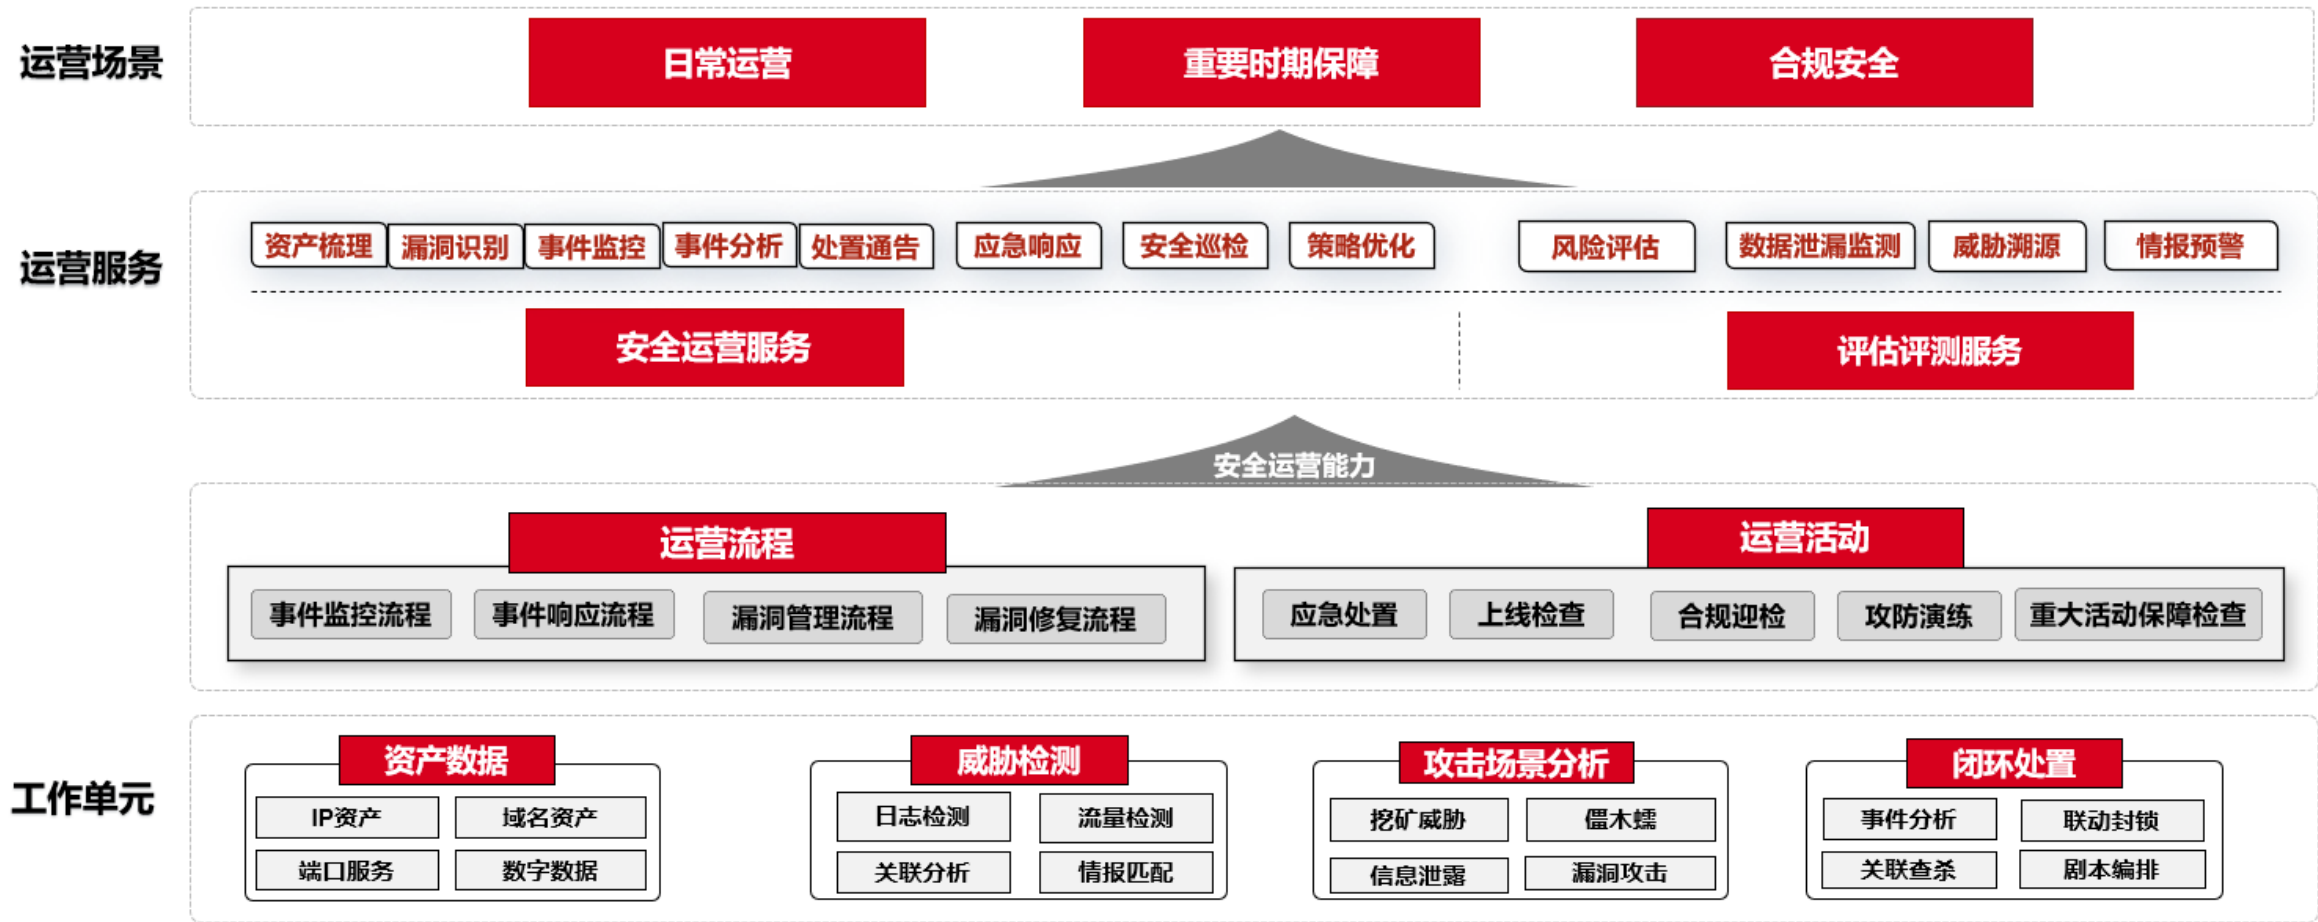 运营场景
日常运营
重要时期保障
合规安全
运营服务
资产梳理
漏洞识别
事件监控
事件分析
处置通告
应急响应
安全巡检
策略优化
风险评估
数据泄漏监测
威胁溯源
情报预警
安全运营服务
评估评测服务
安全运营能力
运营流程
运营活动
事件监控流程
事件响应流程
漏洞管理流程
漏洞修复流程
应急处置
上线检查
合规迎检
攻防演练
重大活动保障检查
工作单元
资产数据
IP资产
域名资产
端口服务
数字数据
威胁检测
日志检测
流量检测
关联分析
情报匹配
攻击场景分析
挖矿威胁
僵木蠕
信息泄露
漏洞攻击
闭环处置
事件分析
联动封锁
关联查杀
剧本编排